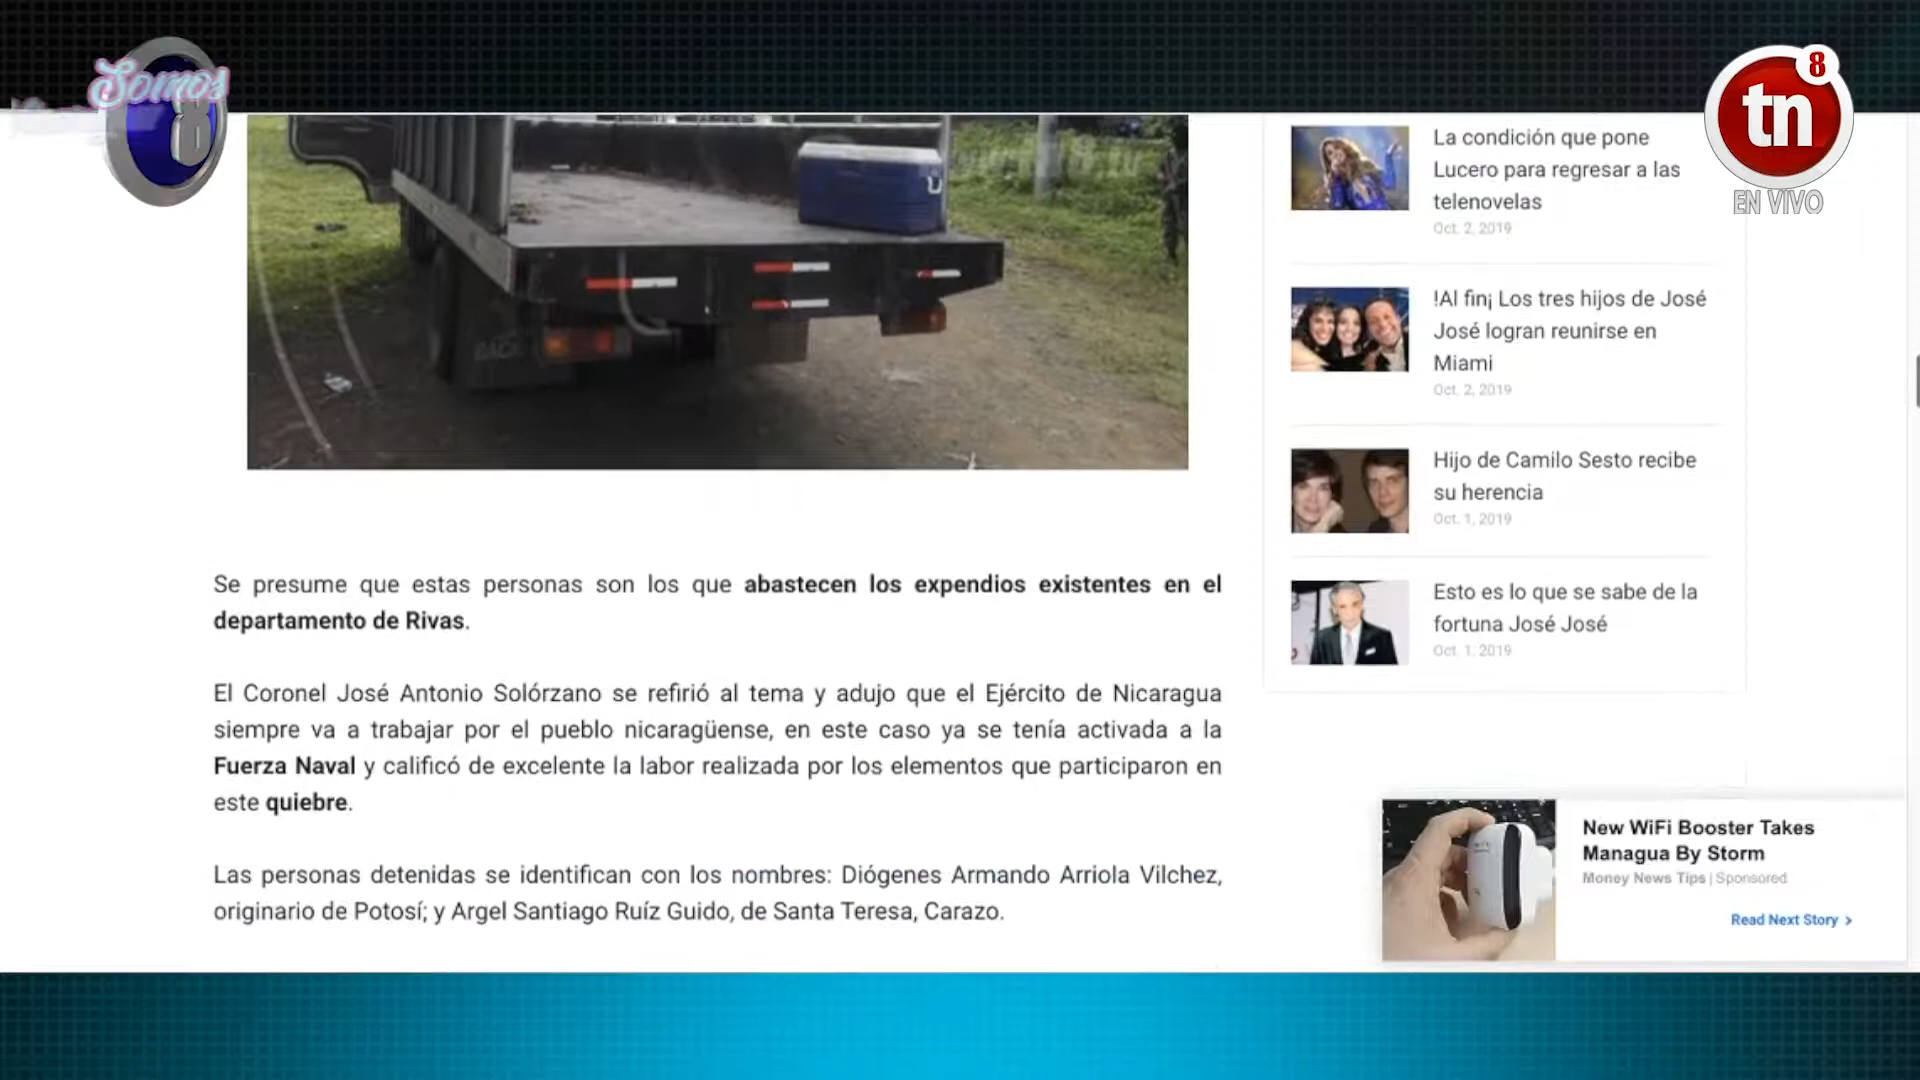 Somos
8
tn
8
EN VIVO
Se presume que estas personas son los que abastecen los expendios existentes en el
departamento de Rivas.
El Coronel José Antonio Solórzano se refirió al tema y adujo que el Ejército de Nicaragua
siempre va a trabajar por el pueblo nicaragüense, en este caso ya se tenía activada a la
Fuerza Naval y calificó de excelente la labor realizada por los elementos que participaron en
este quiebre.
Las personas detenidas se identifican con los nombres: Diógenes Armando Arriola Vilchez,
originario de Potosí; y Argel Santiago Ruíz Guido, de Santa Teresa, Carazo.
La condición que pone
Lucero para regresar a las
telenovelas
Oct. 2, 2019
!Al fin¡ Los tres hijos de José
José logran reunirse en
Miami
Oct. 2, 2019
Hijo de Camilo Sesto recibe
su herencia
Oct. 1, 2019
Esto es lo que se sabe de la
fortuna José José
Oct. 1, 2019
New WiFi Booster Takes
Managua By Storm
Money News Tips | Sponsored
Read Next Story >